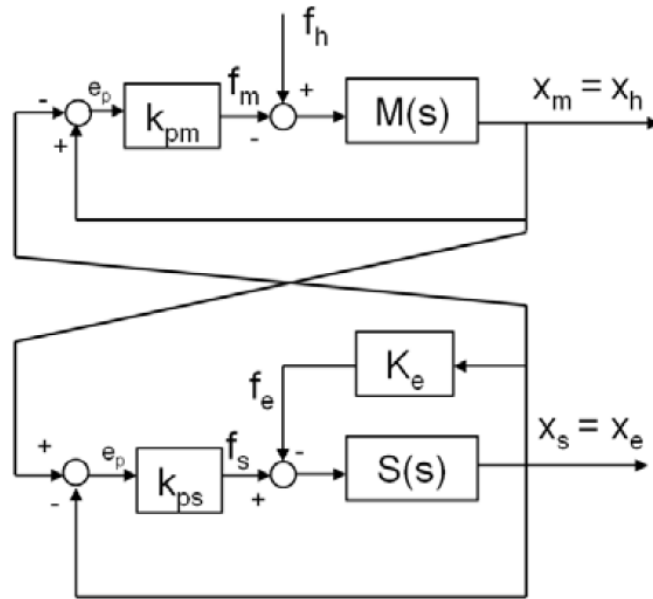 f_h
- e_p k_pm f_m + M(s) x_m = x_h
+ -
K_e
f_e
x_s = x_e
+ e_p k_ps f_s - S(s)
- +